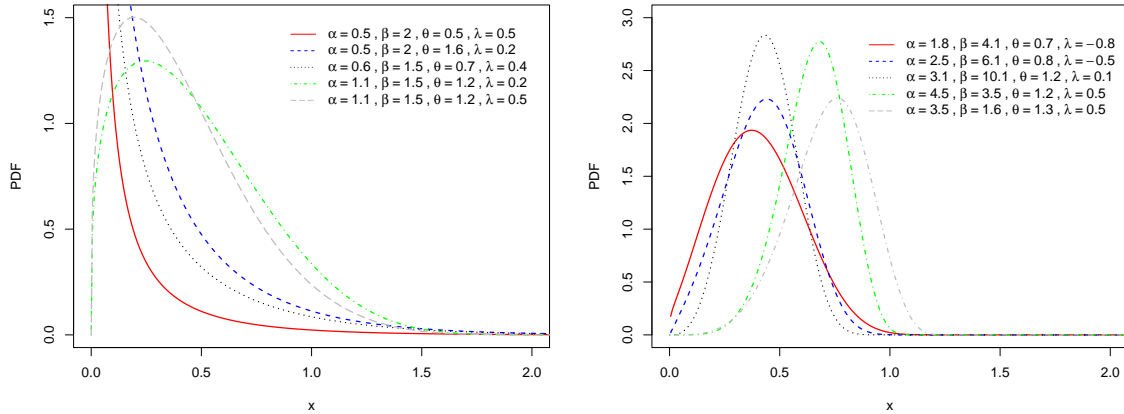 α = 0.5 , β = 2 , θ = 0.5 , λ = 0.5
α = 0.5 , β = 2 , θ = 1.6 , λ = 0.2
α = 0.6 , β = 1.5 , θ = 0.7 , λ = 0.4
α = 1.1 , β = 1.5 , θ = 1.2 , λ = 0.2
α = 1.1 , β = 1.5 , θ = 1.2 , λ = 0.5
PDF
1.5
1.0
0.5
0.0
0.0 0.5 1.0 1.5 2.0
x
α = 1.8 , β = 4.1 , θ = 0.7 , λ = −0.8
α = 2.5 , β = 6.1 , θ = 0.8 , λ = −0.5
α = 3.1 , β = 10.1 , θ = 1.2 , λ = 0.1
α = 4.5 , β = 3.5 , θ = 1.2 , λ = 0.5
α = 3.5 , β = 1.6 , θ = 1.3 , λ = 0.5
PDF
3.0
2.5
2.0
1.5
1.0
0.5
0.0
0.0 0.5 1.0 1.5 2.0
x